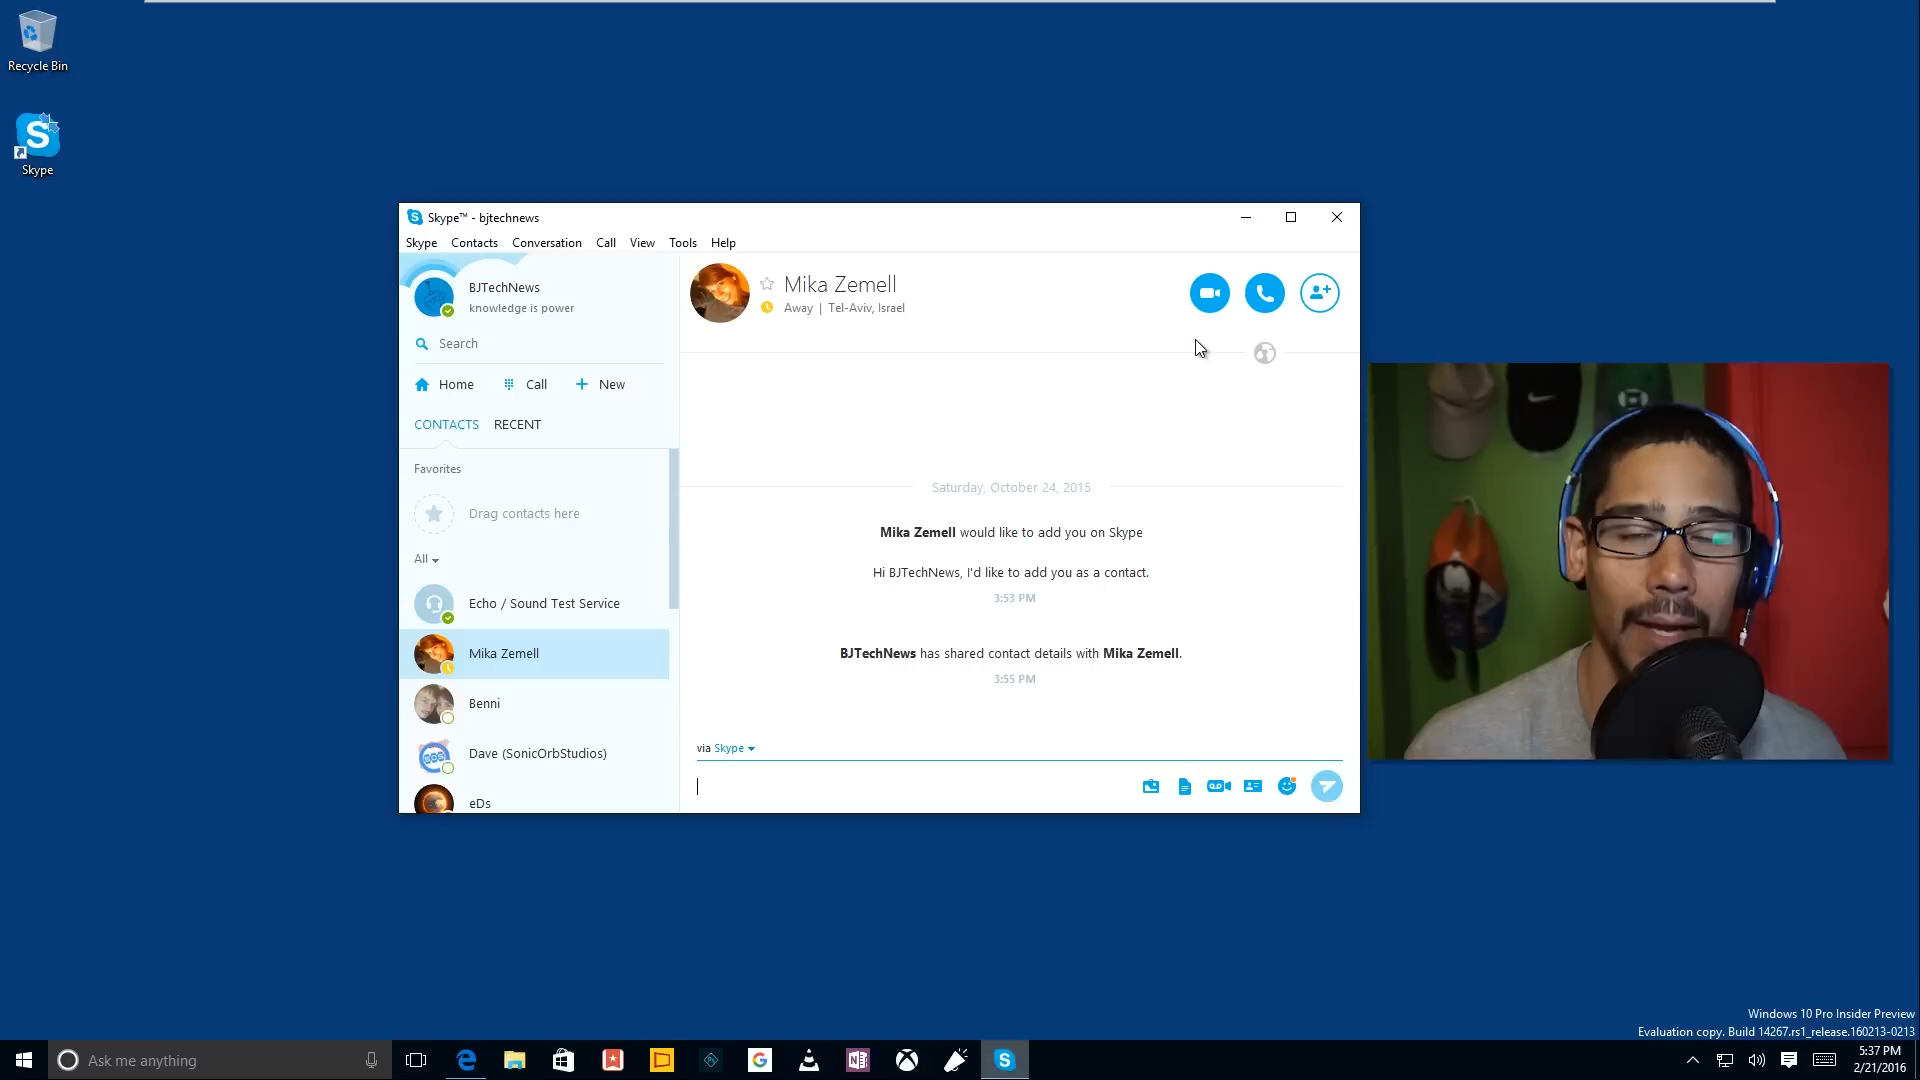 Recycle Bin
Skype
Skype™ - bjtechnews
Skype Contacts Conversation Call View Tools Help
BJTechNews
knowledge is power
Search
Home Call New
CONTACTS RECENT
Favorites
Drag contacts here
All
Echo / Sound Test Service
Mika Zemell
Benni
Dave (SonicOrbStudios)
eDs
Mika Zemell
Away | Tel-Aviv, Israel
Saturday, October 24, 2015
Mika Zemell would like to add you on Skype
Hi BJTechNews, I'd like to add you as a contact.
3:53 PM
BJTechNews has shared contact details with Mika Zemell.
3:55 PM
via Skype
Windows 10 Pro Insider Preview
Evaluation copy. Build 14267.rs1_release.160213-0213
Ask me anything
5:37 PM
2/21/2016